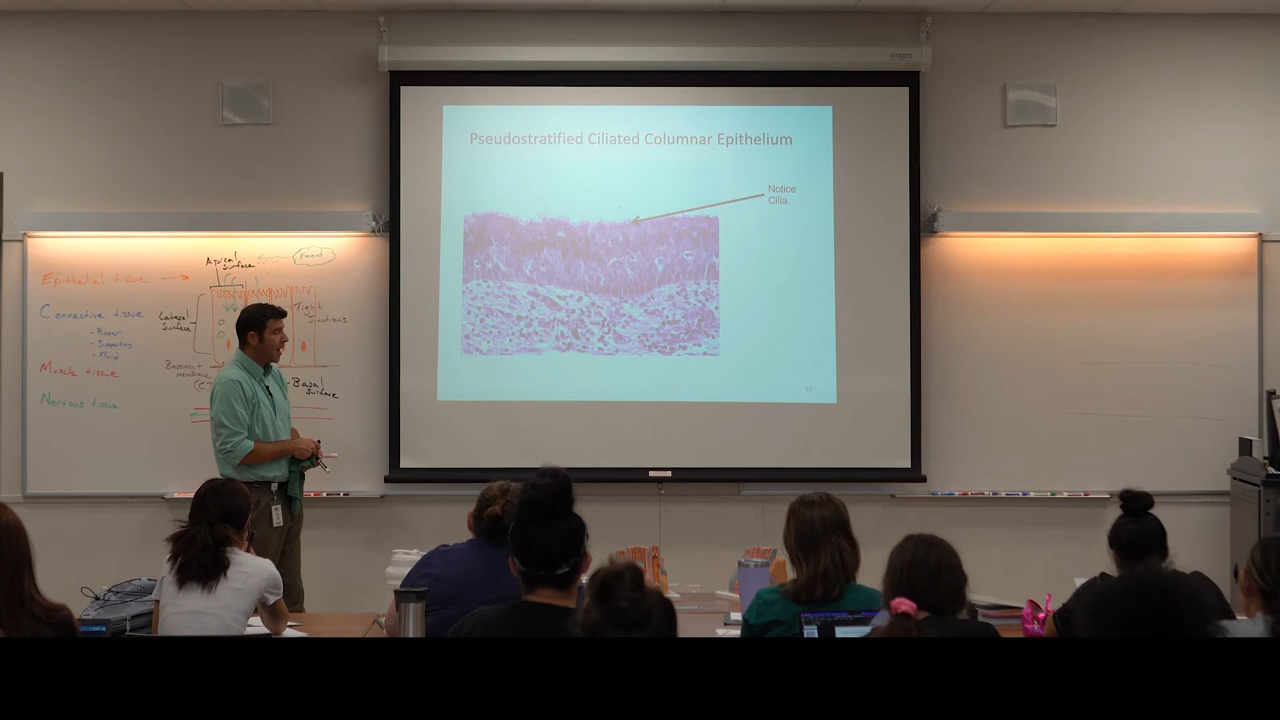 Pseudostratified Ciliated Columnar Epithelium
Notice
Cilia.
Epithelial tissue
Connective tissue
- Proper
- Supporting
- Fluid
Muscle tissue
Nervous tissue
Apical
Surface
Food
Lateral
Surface
Tight
Junctions
Basement
membrane
Basal
Surface